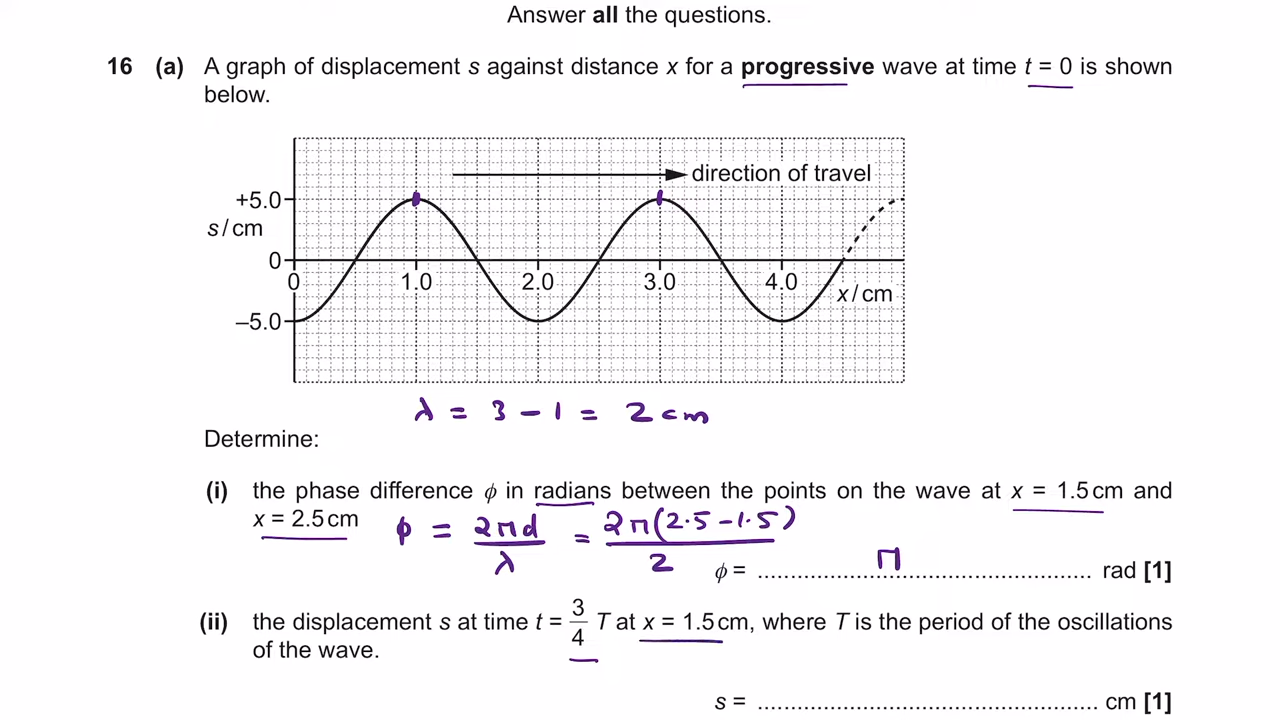 Answer all the questions.
16 (a) A graph of displacement s against distance x for a progressive wave at time t = 0 is shown
below.
direction of travel
+5.0
s / cm
0
0 1.0 2.0 3.0 4.0
x / cm
–5.0
λ = 3 - 1 = 2 cm
Determine:
(i) the phase difference ϕ in radians between the points on the wave at x = 1.5 cm and
x = 2.5 cm
ϕ = 2πd/λ = 2π(2.5-1.5)/2
ϕ = π rad [1]
(ii) the displacement s at time t = 3/4 T at x = 1.5 cm, where T is the period of the oscillations
of the wave.
s = ................................................... cm [1]